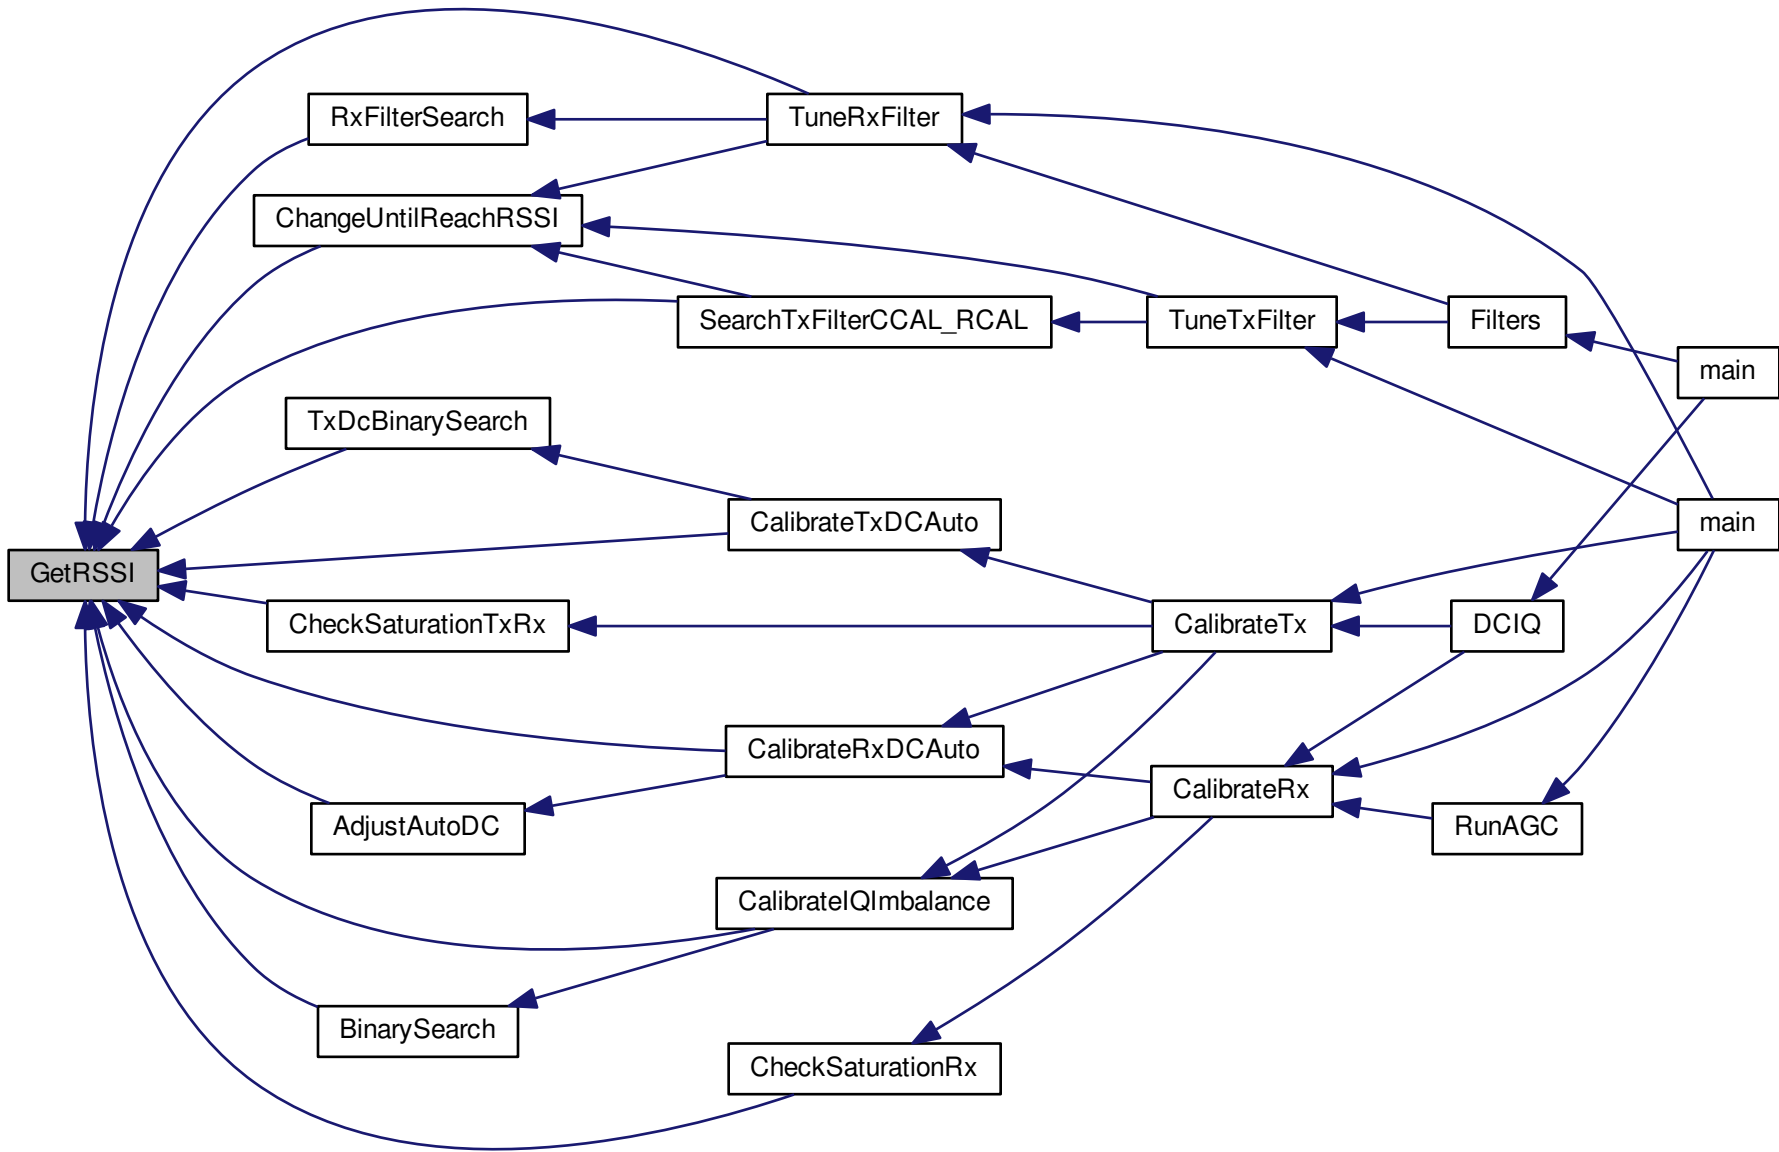 RxFilterSearch
TuneRxFilter
ChangeUntilReachRSSI
SearchTxFilterCCAL_RCAL
TuneTxFilter
Filters
main
TxDcBinarySearch
CalibrateTxDCAuto
main
GetRSSI
CheckSaturationTxRx
CalibrateTx
DCIQ
CalibrateRxDCAuto
CalibrateRx
AdjustAutoDC
RunAGC
CalibrateIQImbalance
BinarySearch
CheckSaturationRx